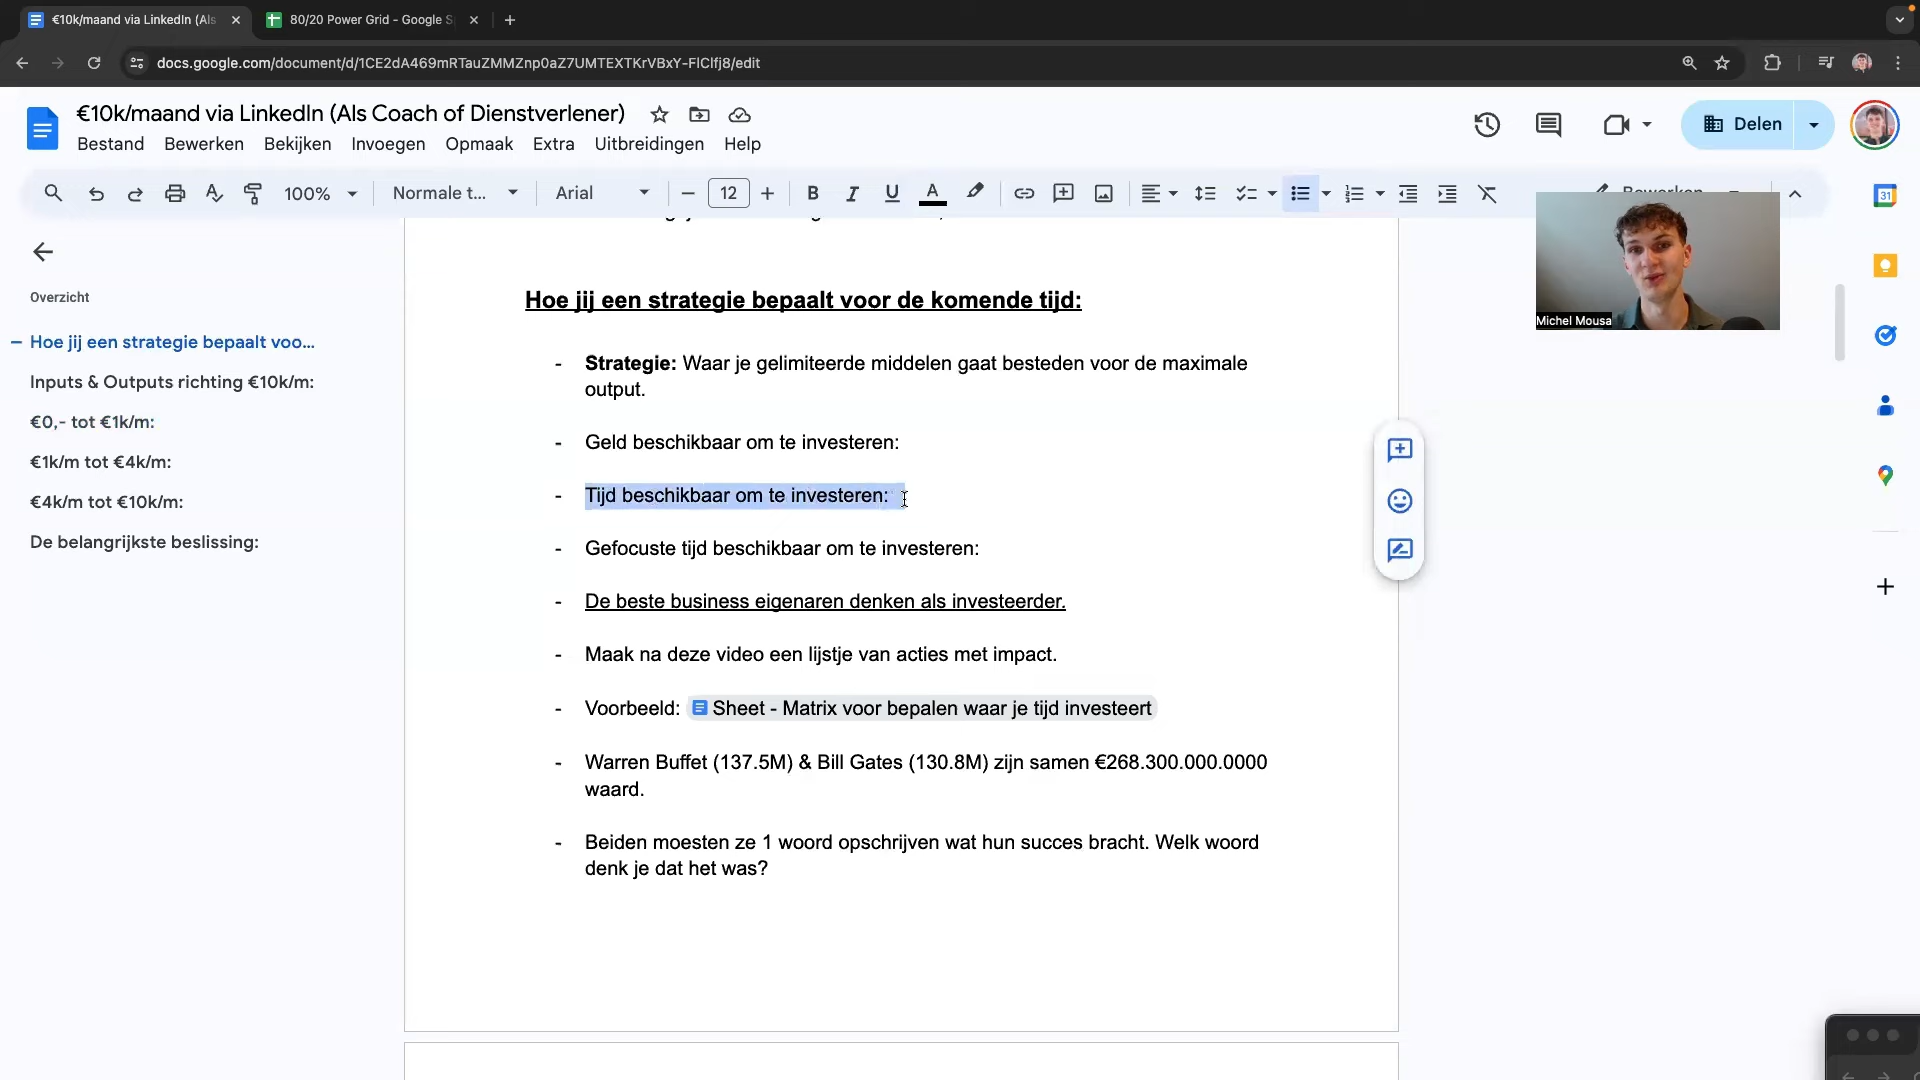 €10k/maand via LinkedIn (Als
80/20 Power Grid - Google S
docs.google.com/document/d/1CE2dA469mRTauZMMZnp0aZ7UMTEXTKrVBxY-FlClfj8/edit
€10k/maand via LinkedIn (Als Coach of Dienstverlener)
Bestand Bewerken Bekijken Invoegen Opmaak Extra Uitbreidingen Help
Delen
100% Normale t... Arial 12
Overzicht
Hoe jij een strategie bepaalt voo...
Inputs & Outputs richting €10k/m:
€0,- tot €1k/m:
€1k/m tot €4k/m:
€4k/m tot €10k/m:
De belangrijkste beslissing:
Hoe jij een strategie bepaalt voor de komende tijd:
- Strategie: Waar je gelimiteerde middelen gaat besteden voor de maximale
output.
- Geld beschikbaar om te investeren:
- Tijd beschikbaar om te investeren:
- Gefocuste tijd beschikbaar om te investeren:
- De beste business eigenaren denken als investeerder.
- Maak na deze video een lijstje van acties met impact.
- Voorbeeld: Sheet - Matrix voor bepalen waar je tijd investeert
- Warren Buffet (137.5M) & Bill Gates (130.8M) zijn samen €268.300.000.0000
waard.
- Beiden moesten ze 1 woord opschrijven wat hun succes bracht. Welk woord
denk je dat het was?
Michel Mousa
31